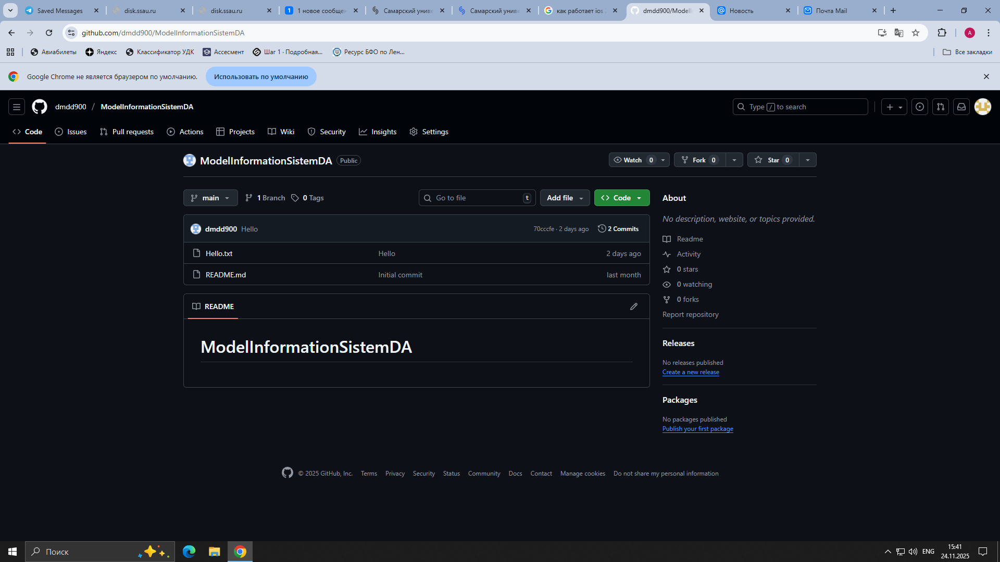 Saved Messages
disk.ssau.ru
disk.ssau.ru
1 новое сообщен
Самарский униве
Самарский униве
как работает ios
dmdd900/ModelIn
Новость
Почта Mail
github.com/dmdd900/ModelInformationSistemDA
A
Авиабилеты
Яндекс
Классификатор УДК
Ассесмент
Шаг 1 · Подробная...
Ресурс БФО по Лен...
Все закладки
Google Chrome не является браузером по умолчанию.
Использовать по умолчанию
dmdd900 / ModelInformationSistemDA
Type / to search
Code
Issues
Pull requests
Actions
Projects
Wiki
Security
Insights
Settings
ModelInformationSistemDA Public
Watch 0
Fork 0
Star 0
main
1 Branch
0 Tags
Go to file t
Add file
Code
About
No description, website, or topics provided.
dmdd900 Hello
70cccfe · 2 days ago
2 Commits
Hello.txt Hello 2 days ago
README.md Initial commit last month
Readme
Activity
0 stars
0 watching
0 forks
Report repository
README
ModelInformationSistemDA
Releases
No releases published
Create a new release
Packages
No packages published
Publish your first package
© 2025 GitHub, Inc. Terms Privacy Security Status Community Docs Contact Manage cookies Do not share my personal information
Поиск
ENG
15:41
24.11.2025